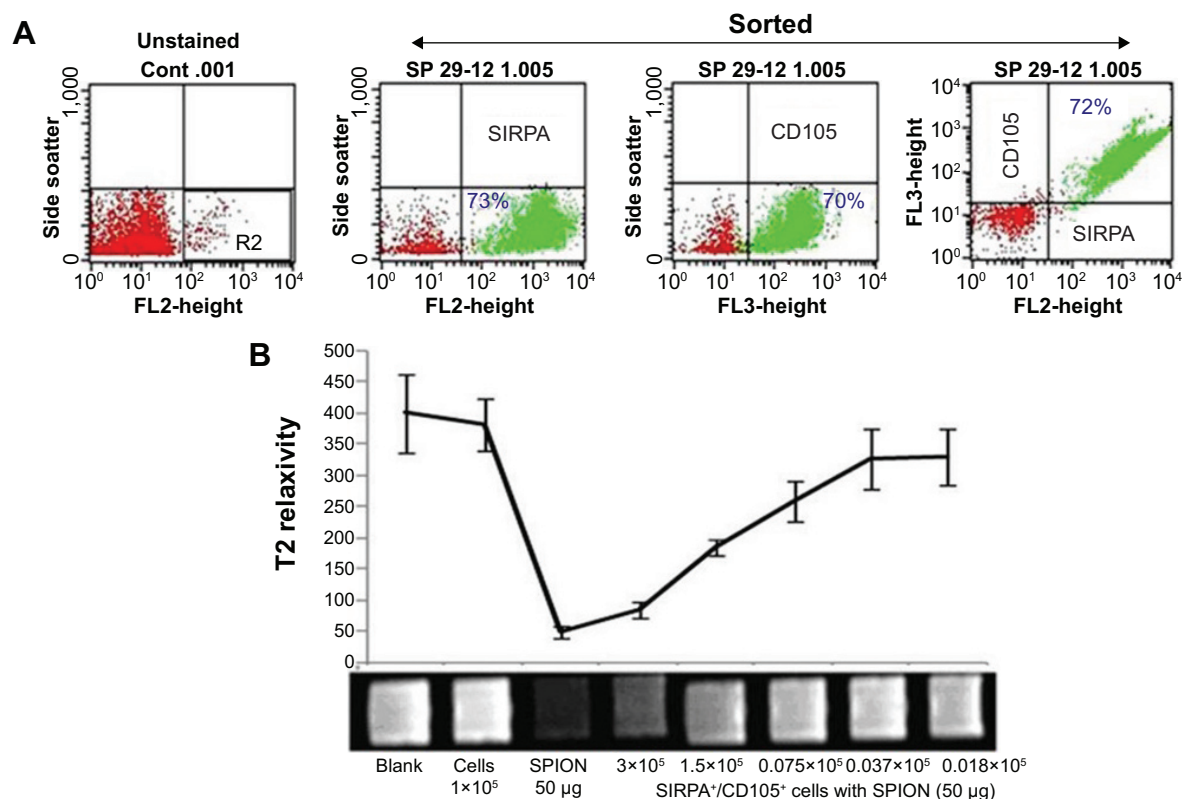 A
Unstained
Cont .001
Sorted
SP 29-12 1.005
SP 29-12 1.005
SP 29-12 1.005
Side soatter
1,000
0
R2
10⁰ 10¹ 10² 10³ 10⁴
FL2-height
Side soatter
1,000
0
SIRPA
73%
10⁰ 10¹ 10² 10³ 10⁴
FL2-height
Side soatter
1,000
0
CD105
70%
10⁰ 10¹ 10² 10³ 10⁴
FL3-height
FL3-height
10⁴
10³
10²
10¹
10⁰
CD105
72%
SIRPA
10⁰ 10¹ 10² 10³ 10⁴
FL2-height
B
T2 relaxivity
500
450
400
350
300
250
200
150
100
50
0
Blank
Cells
1×10⁵
SPION
50 µg
3×10⁵ 1.5×10⁵ 0.075×10⁵ 0.037×10⁵ 0.018×10⁵
SIRPA⁺/CD105⁺ cells with SPION (50 µg)